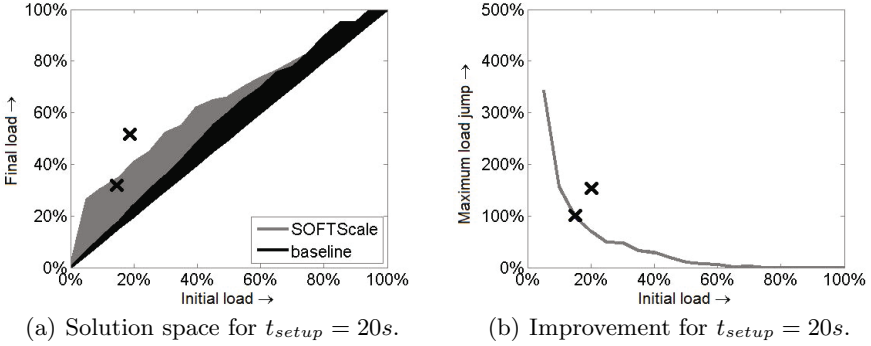 100%
80%
60%
40%
20%
0%
Final load →
0% 20% 40% 60% 80% 100%
Initial load →
SOFTScale
baseline
(a) Solution space for t_setup = 20s.
500%
400%
300%
200%
100%
0%
Maximum load jump →
0% 20% 40% 60% 80% 100%
Initial load →
(b) Improvement for t_setup = 20s.